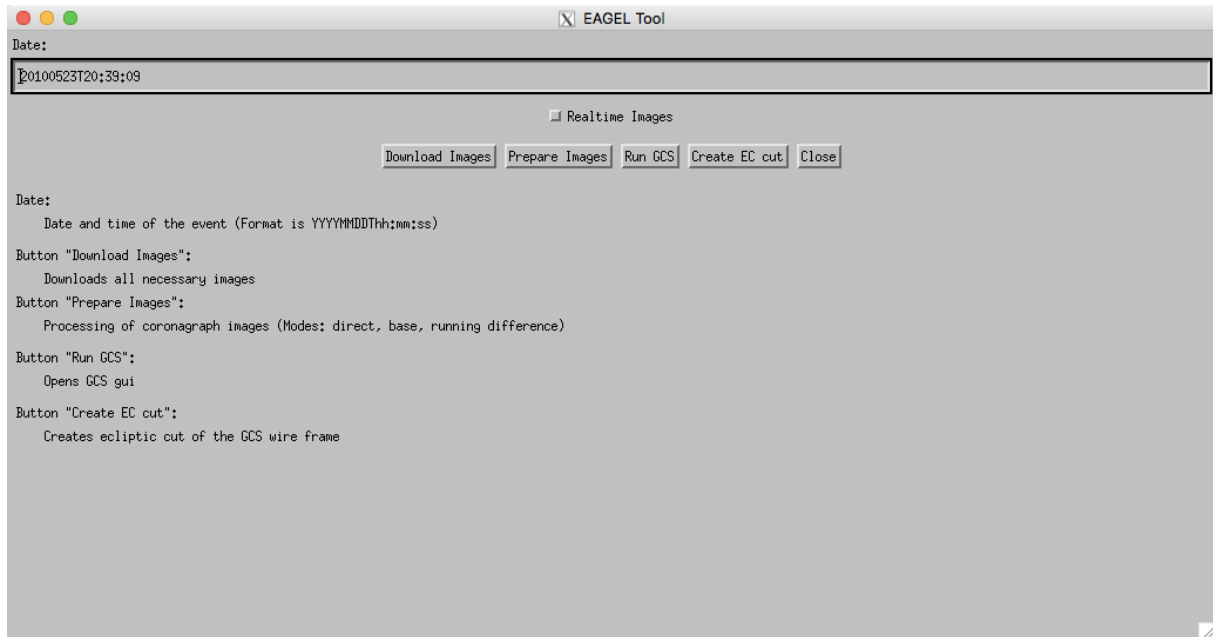 EAGEL Tool
Date:
20100523T20:39:09
Realtime Images
Download Images Prepare Images Run GCS Create EC cut Close
Date:
Date and time of the event (Format is YYYYMMDDThh:mm:ss)
Button "Download Images":
Downloads all necessary images
Button "Prepare Images":
Processing of coronagraph images (Modes: direct, base, running difference)
Button "Run GCS":
Opens GCS gui
Button "Create EC cut":
Creates ecliptic cut of the GCS wire frame